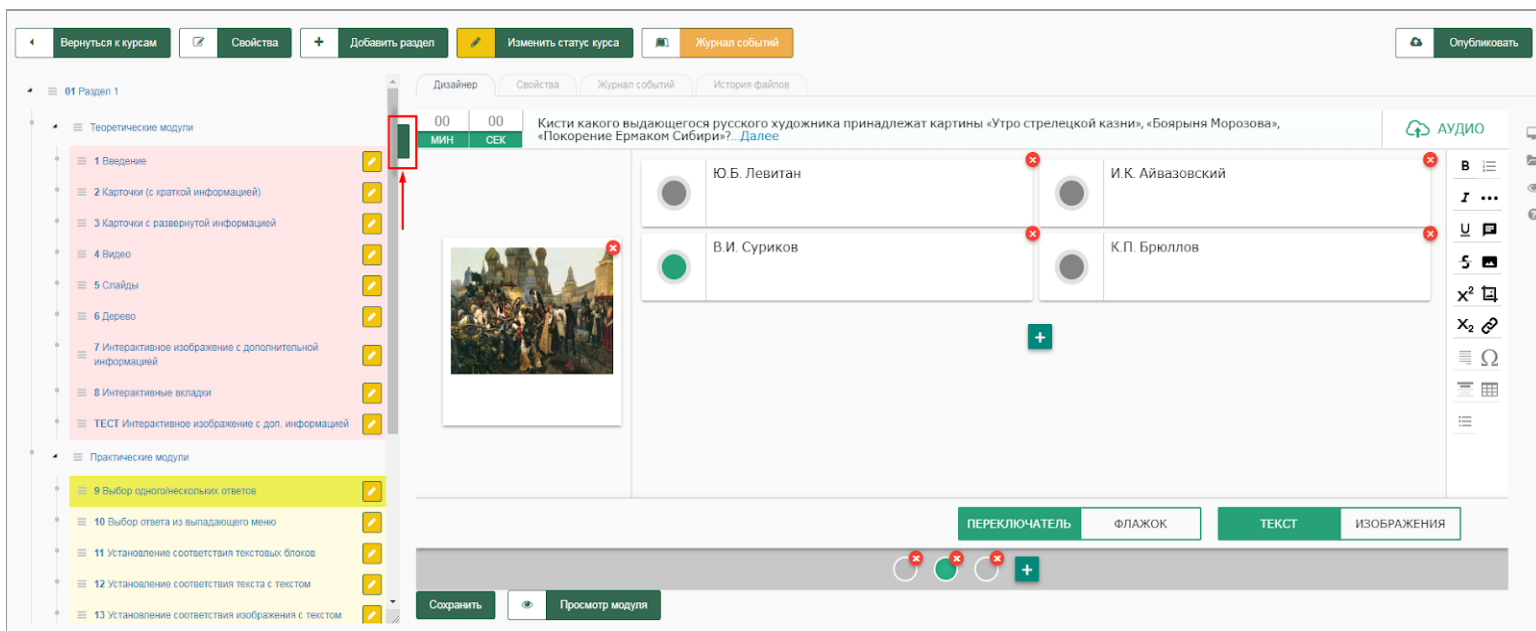 Вернуться к курсам
Свойства
Добавить раздел
Изменить статус курса
Журнал событий
Опубликовать
01 Раздел 1
Теоретические модули
1 Введение
2 Карточки (с краткой информацией)
3 Карточки с развернутой информацией
4 Видео
5 Слайды
6 Дерево
7 Интерактивное изображение с дополнительной
информацией
8 Интерактивные вкладки
ТЕСТ Интерактивное изображение с доп. информацией
Практические модули
9 Выбор одного/нескольких ответов
10 Выбор ответа из выпадающего меню
11 Установление соответствия текстовых блоков
12 Установление соответствия текста с текстом
13 Установление соответствия изображения с текстом
Дизайнер
Свойства
Журнал событий
История файлов
00 00
МИН СЕК
Кисти какого выдающегося русского художника принадлежат картины «Утро стрелецкой казни», «Боярыня Морозова»,
«Покорение Ермаком Сибири»?...Далее
АУДИО
Ю.Б. Левитан
И.К. Айвазовский
В.И. Суриков
К.П. Брюллов
ПЕРЕКЛЮЧАТЕЛЬ
ФЛАЖОК
ТЕКСТ
ИЗОБРАЖЕНИЯ
Сохранить
Просмотр модуля